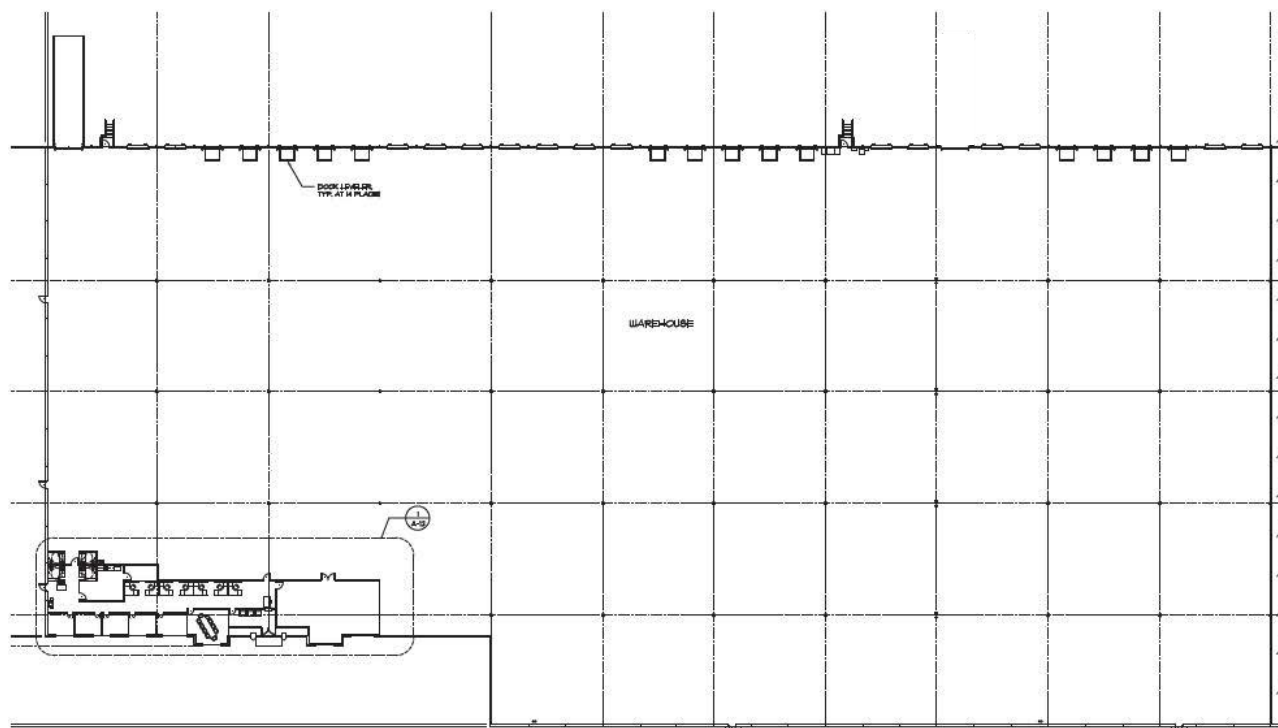 DOCK LEVELER,
TYP. AT 14 PLACES
WAREHOUSE
1
A-12